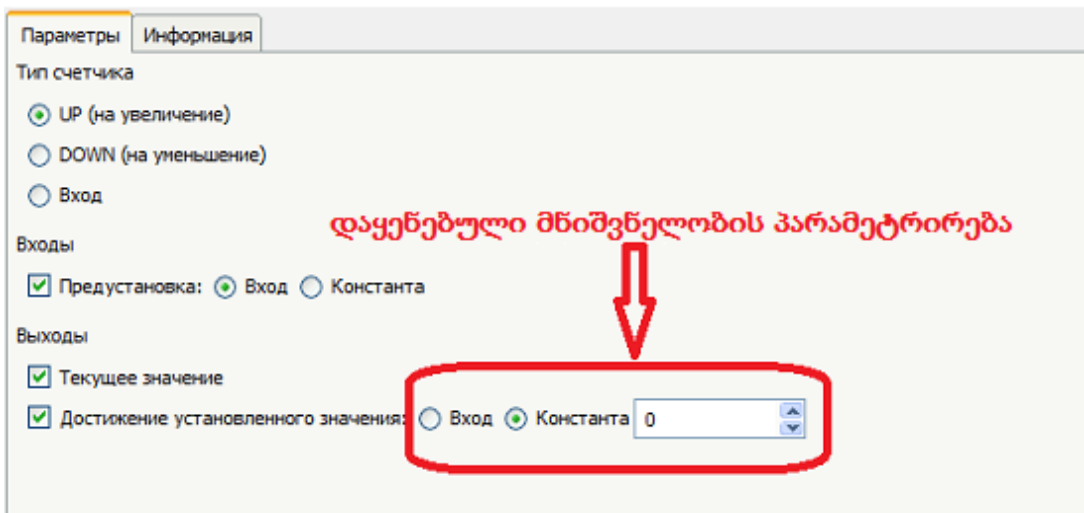 Параметры Информация
Тип счетчика
UP (на увеличение)
DOWN (на уменьшение)
Вход
დაყენებული მნიშვნელობის პარამეტრირება
Входы
Предустановка: Вход Константа
Выходы
Текущее значение
Достижение установленного значения: Вход Константа 0